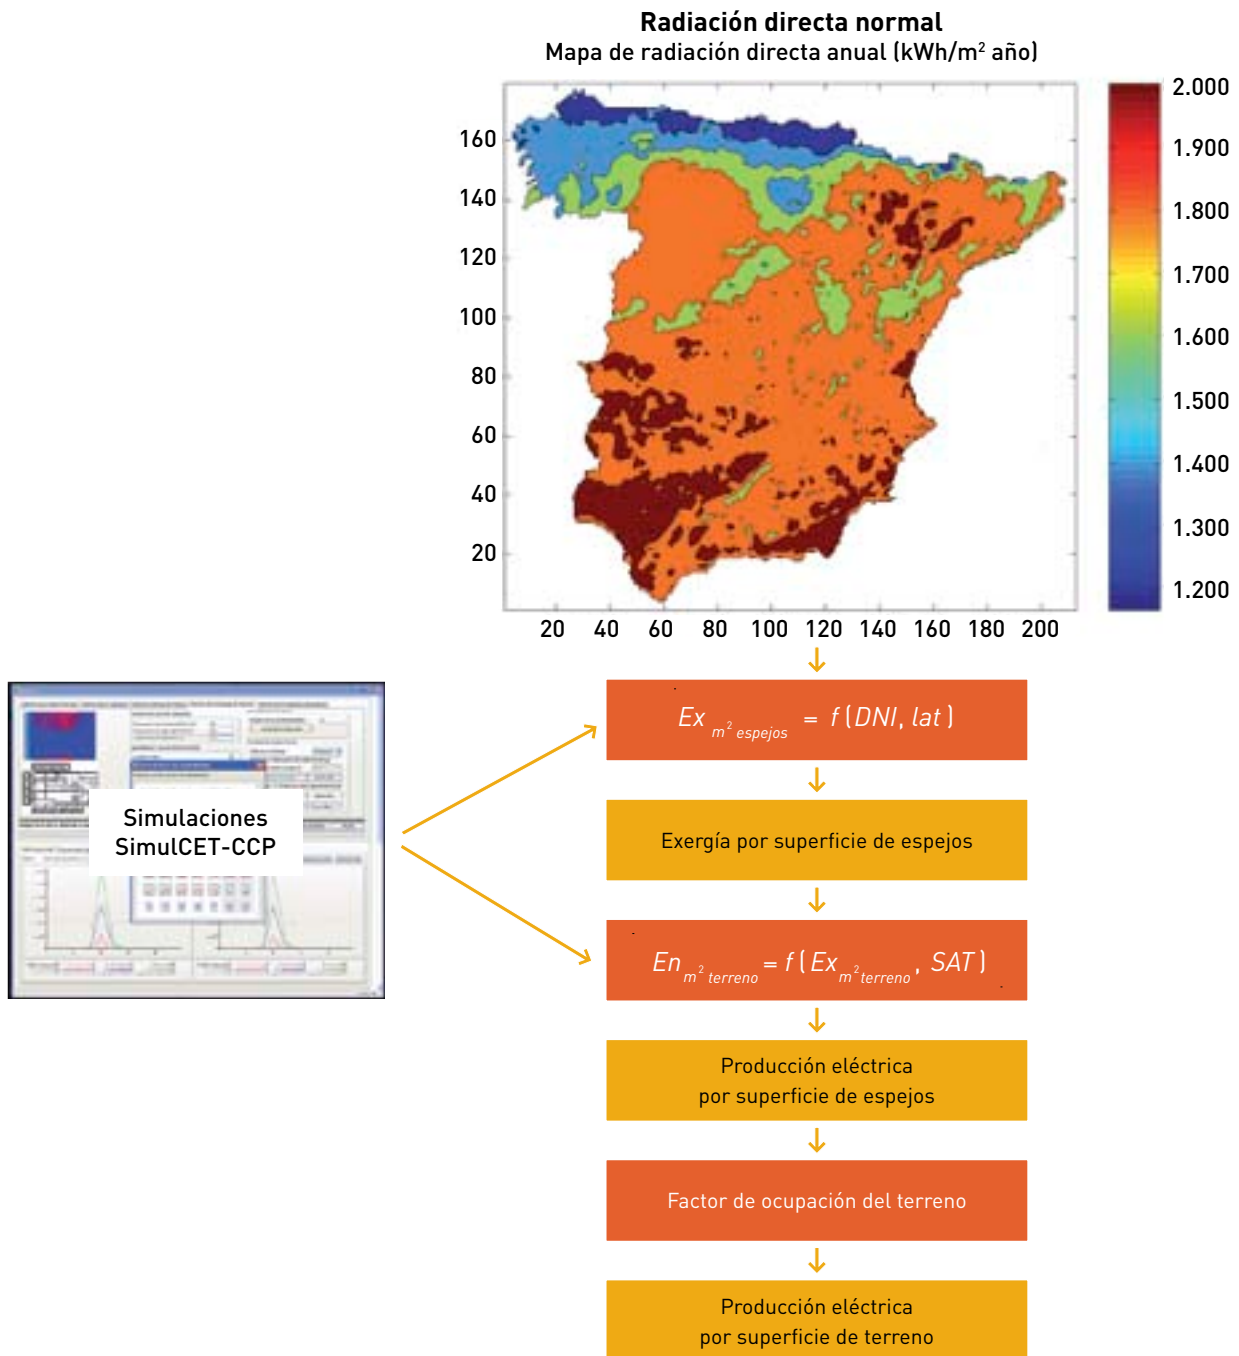 Radiación directa normal
Mapa de radiación directa anual (kWh/m² año)
160
140
120
100
80
60
40
20
20 40 60 80 100 120 140 160 180 200
2.000
1.900
1.800
1.700
1.600
1.500
1.400
1.300
1.200
Simulaciones
SimulCET-CCP
Ex m² espejos = f (DNI, lat)
Exergía por superficie de espejos
En m² terreno = f (Ex m² terreno, SAT)
Producción eléctrica
por superficie de espejos
Factor de ocupación del terreno
Producción eléctrica
por superficie de terreno